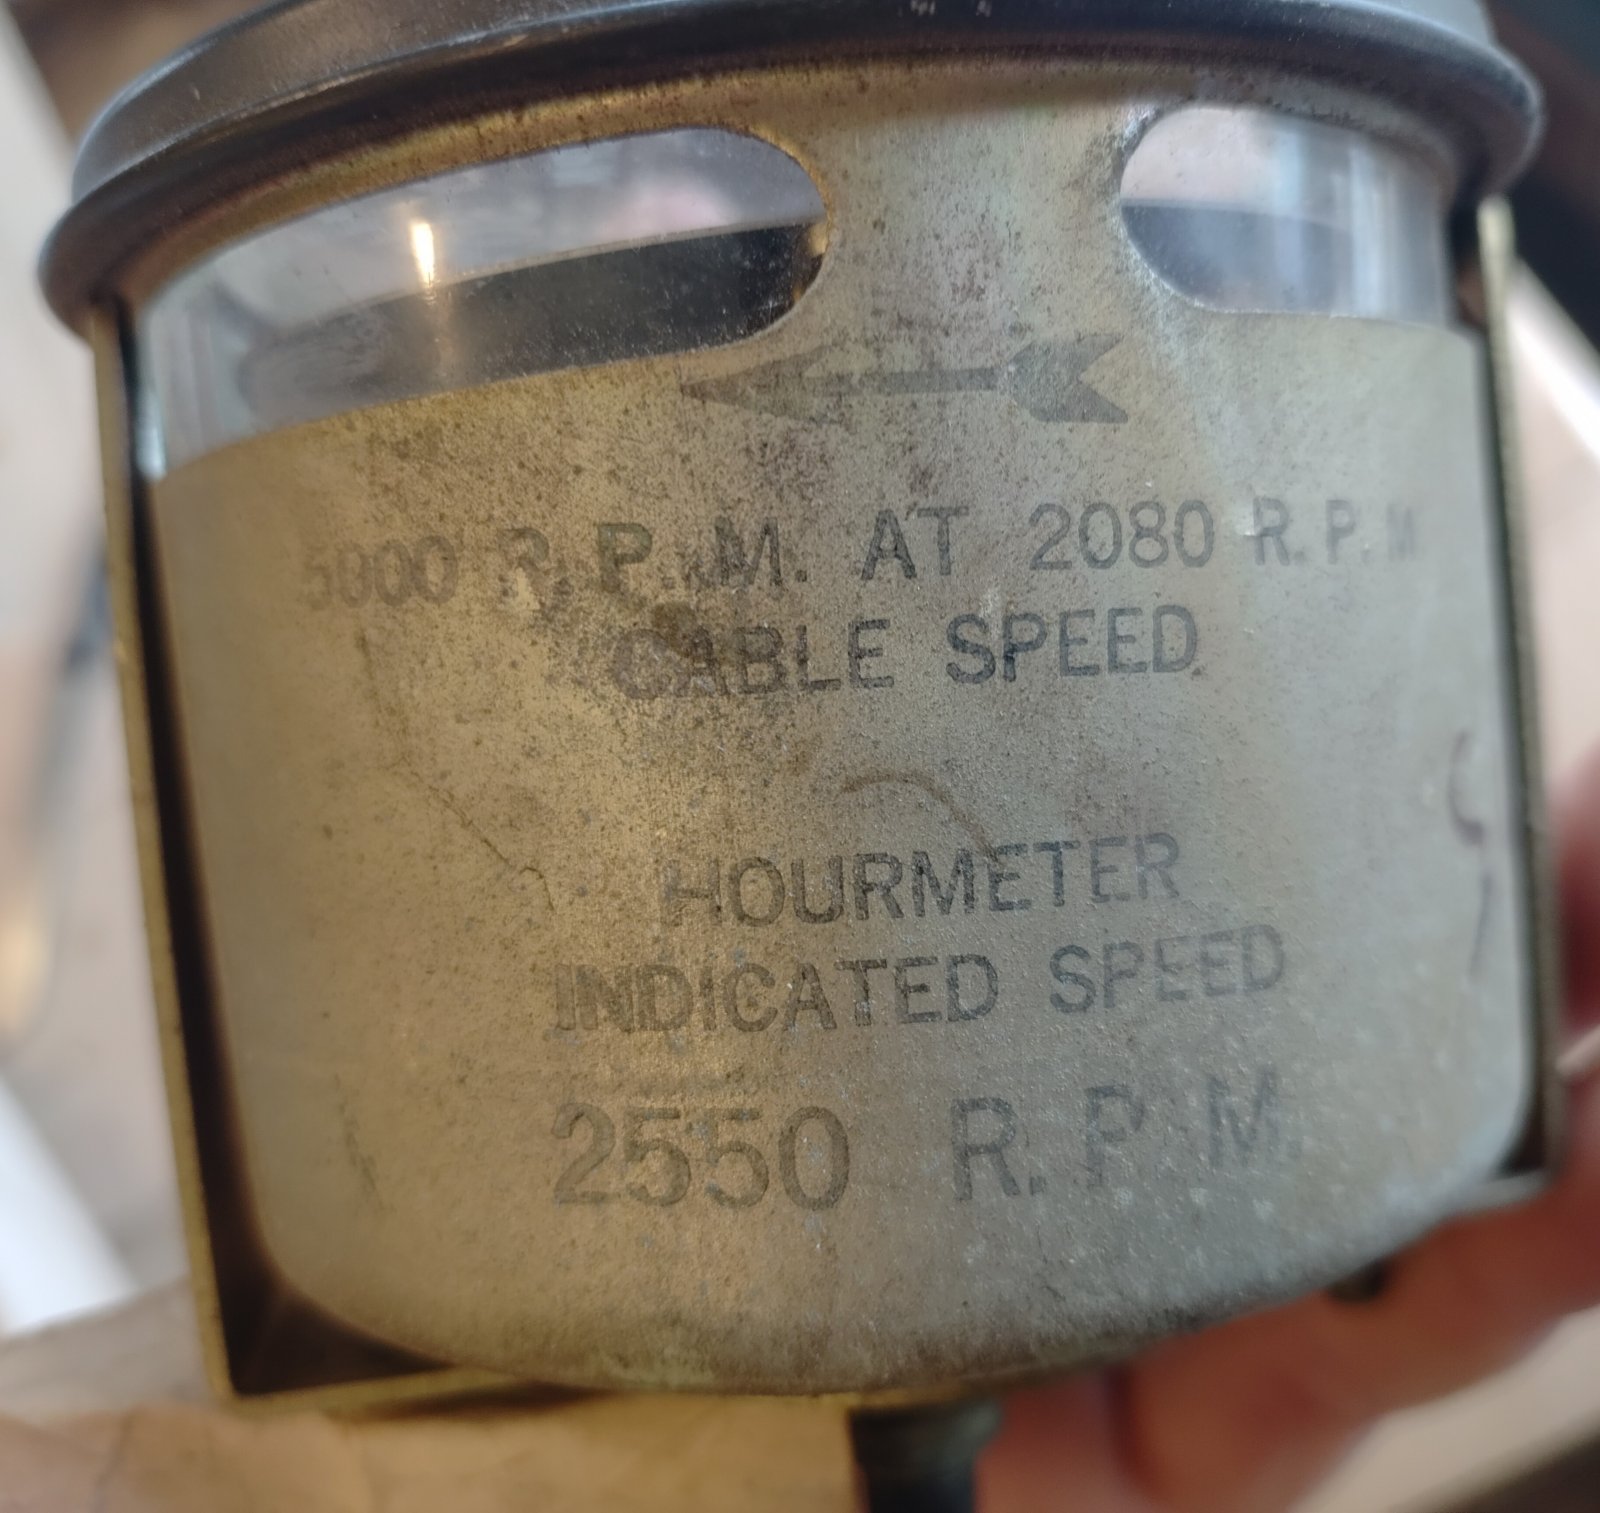 5000 R.P.M. AT 2080 R.P.M
CABLE SPEED
HOURMETER
INDICATED SPEED
2550 R.P.M.